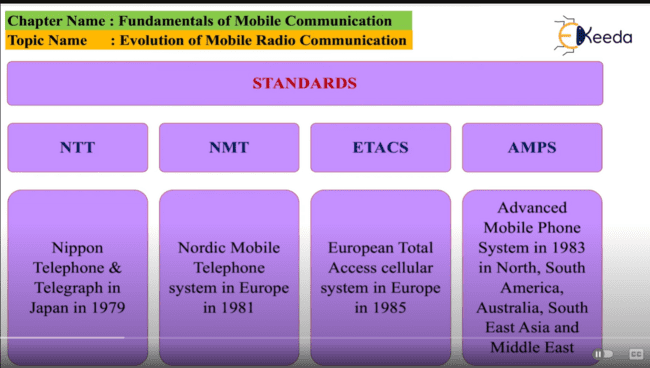 Chapter Name : Fundamentals of Mobile Communication
Topic Name : Evolution of Mobile Radio Communication
EKeeda
STANDARDS
NTT
NMT
ETACS
AMPS
Nippon
Telephone &
Telegraph in
Japan in 1979
Nordic Mobile
Telephone
system in Europe
in 1981
European Total
Access cellular
system in Europe
in 1985
Advanced
Mobile Phone
System in 1983
in North, South
America,
Australia, South
East Asia and
Middle East
CC